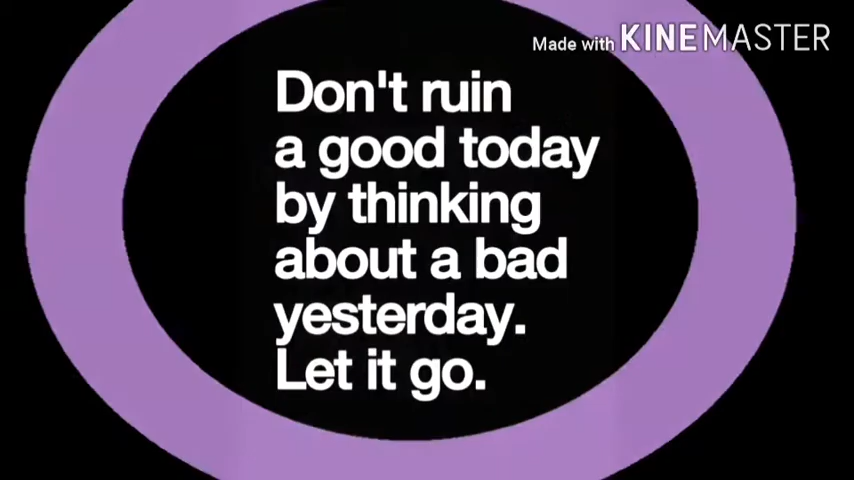 Made with KINEMASTER
Don't ruin
a good today
by thinking
about a bad
yesterday.
Let it go.